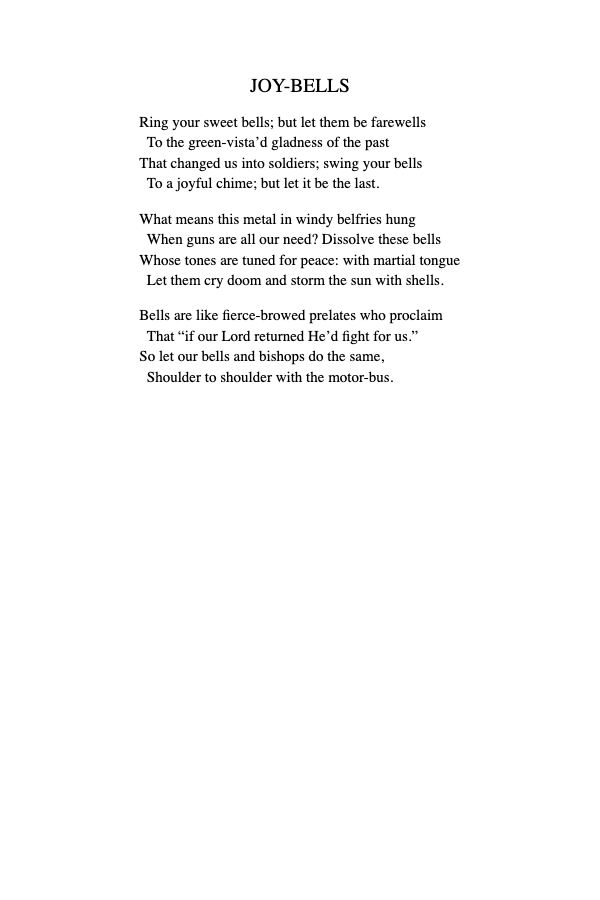 JOY-BELLS
Ring your sweet bells; but let them be farewells
To the green-vista’d gladness of the past
That changed us into soldiers; swing your bells
To a joyful chime; but let it be the last.
What means this metal in windy belfries hung
When guns are all our need? Dissolve these bells
Whose tones are tuned for peace: with martial tongue
Let them cry doom and storm the sun with shells.
Bells are like fierce-browed prelates who proclaim
That “if our Lord returned He’d fight for us.”
So let our bells and bishops do the same,
Shoulder to shoulder with the motor-bus.